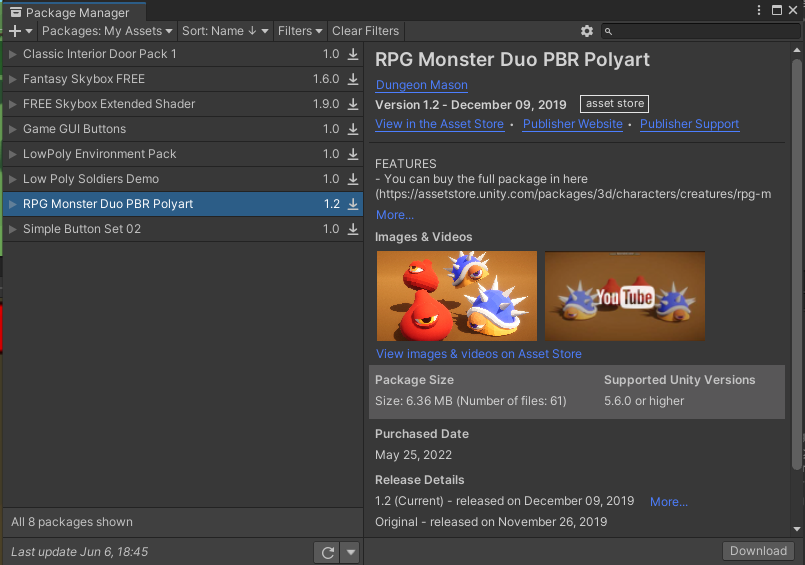 Package Manager
Packages: My Assets Sort: Name ↓ Filters Clear Filters
Classic Interior Door Pack 1 1.0
Fantasy Skybox FREE 1.6.0
FREE Skybox Extended Shader 1.9.0
Game GUI Buttons 1.0
LowPoly Environment Pack 1.0
Low Poly Soldiers Demo 1.0
RPG Monster Duo PBR Polyart 1.2
Simple Button Set 02 1.0
All 8 packages shown
Last update Jun 6, 18:45
RPG Monster Duo PBR Polyart
Dungeon Mason
Version 1.2 - December 09, 2019 asset store
View in the Asset Store • Publisher Website • Publisher Support
FEATURES
- You can buy the full package in here
(https://assetstore.unity.com/packages/3d/characters/creatures/rpg-m
More...
Images & Videos
YouTube
View images & videos on Asset Store
Package Size Supported Unity Versions
Size: 6.36 MB (Number of files: 61) 5.6.0 or higher
Purchased Date
May 25, 2022
Release Details
1.2 (Current) - released on December 09, 2019 More...
Original - released on November 26, 2019
Download